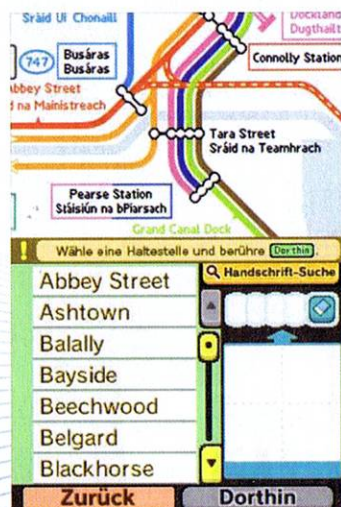 Sráid Uí Chonaill
Dockland
Dugthailt
747
Busáras
Busáras
Connolly Station
Abbey Street
d na Mainistreach
Tara Street
Sráid na Teamhrach
Pearse Station
Stáisiún na bPiarsach
Grand Canal Dock
! Wähle eine Haltestelle und berühre Dorthin.
Handschrift-Suche
Abbey Street
Ashtown
Balally
Bayside
Beechwood
Belgard
Blackhorse
Zurück
Dorthin